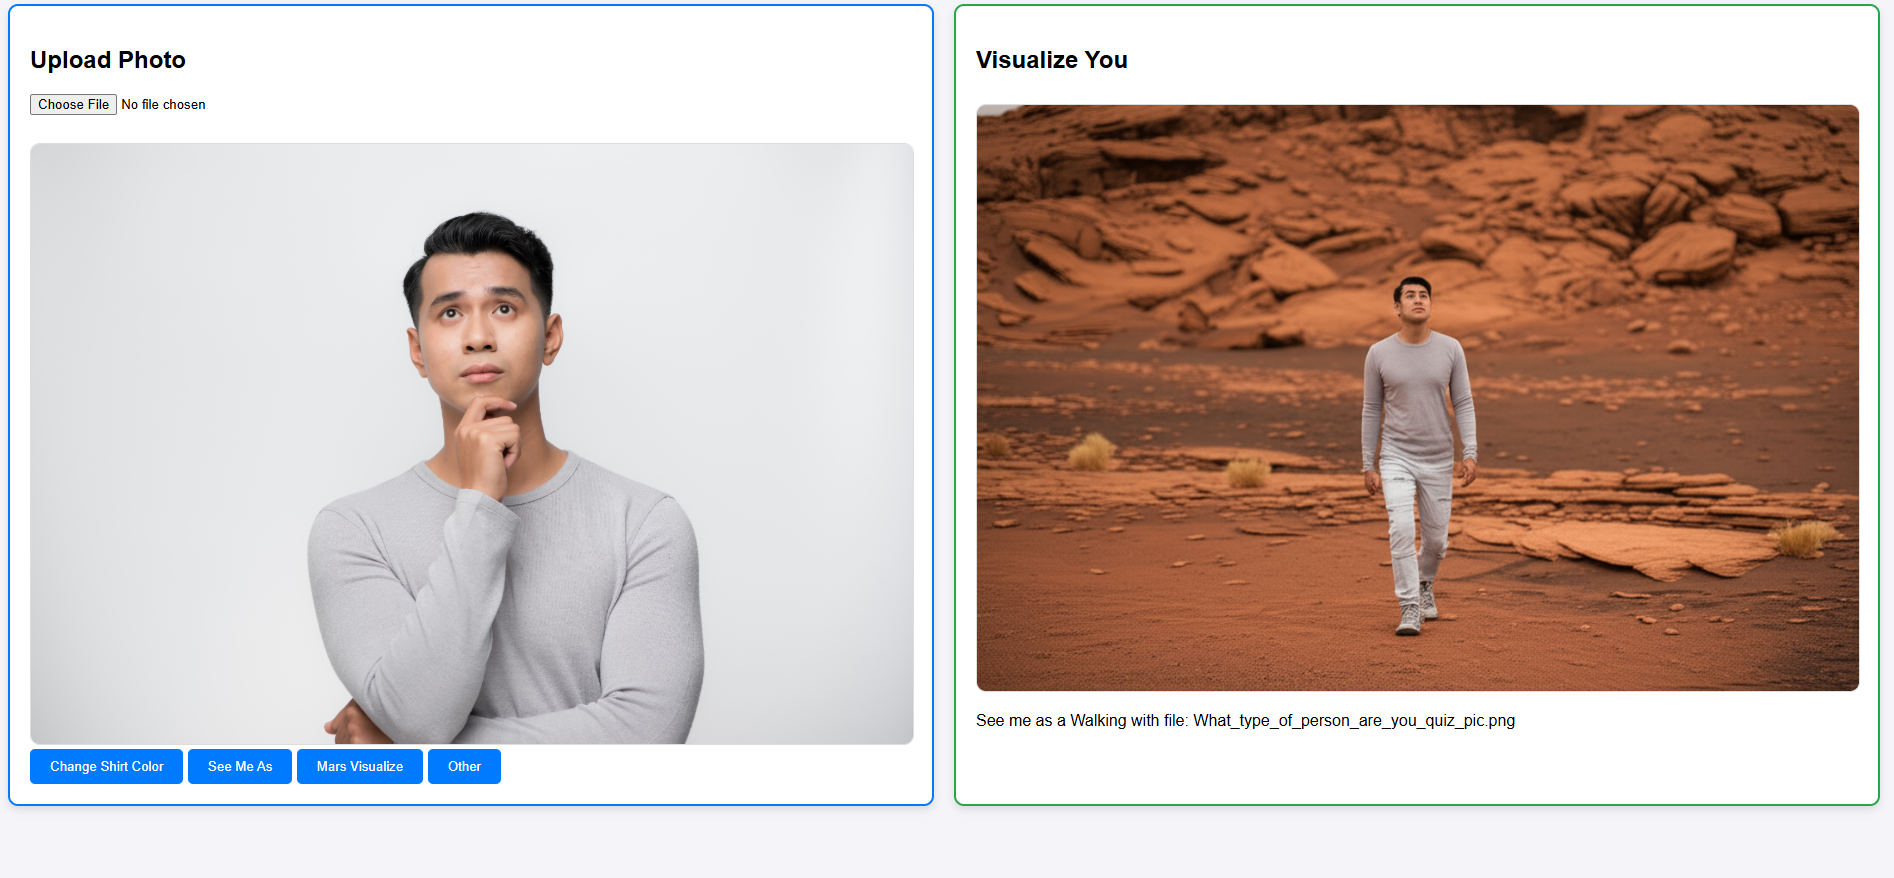 Upload Photo
Choose File No file chosen
Change Shirt Color
See Me As
Mars Visualize
Other
Visualize You
See me as a Walking with file: What_type_of_person_are_you_quiz_pic.png